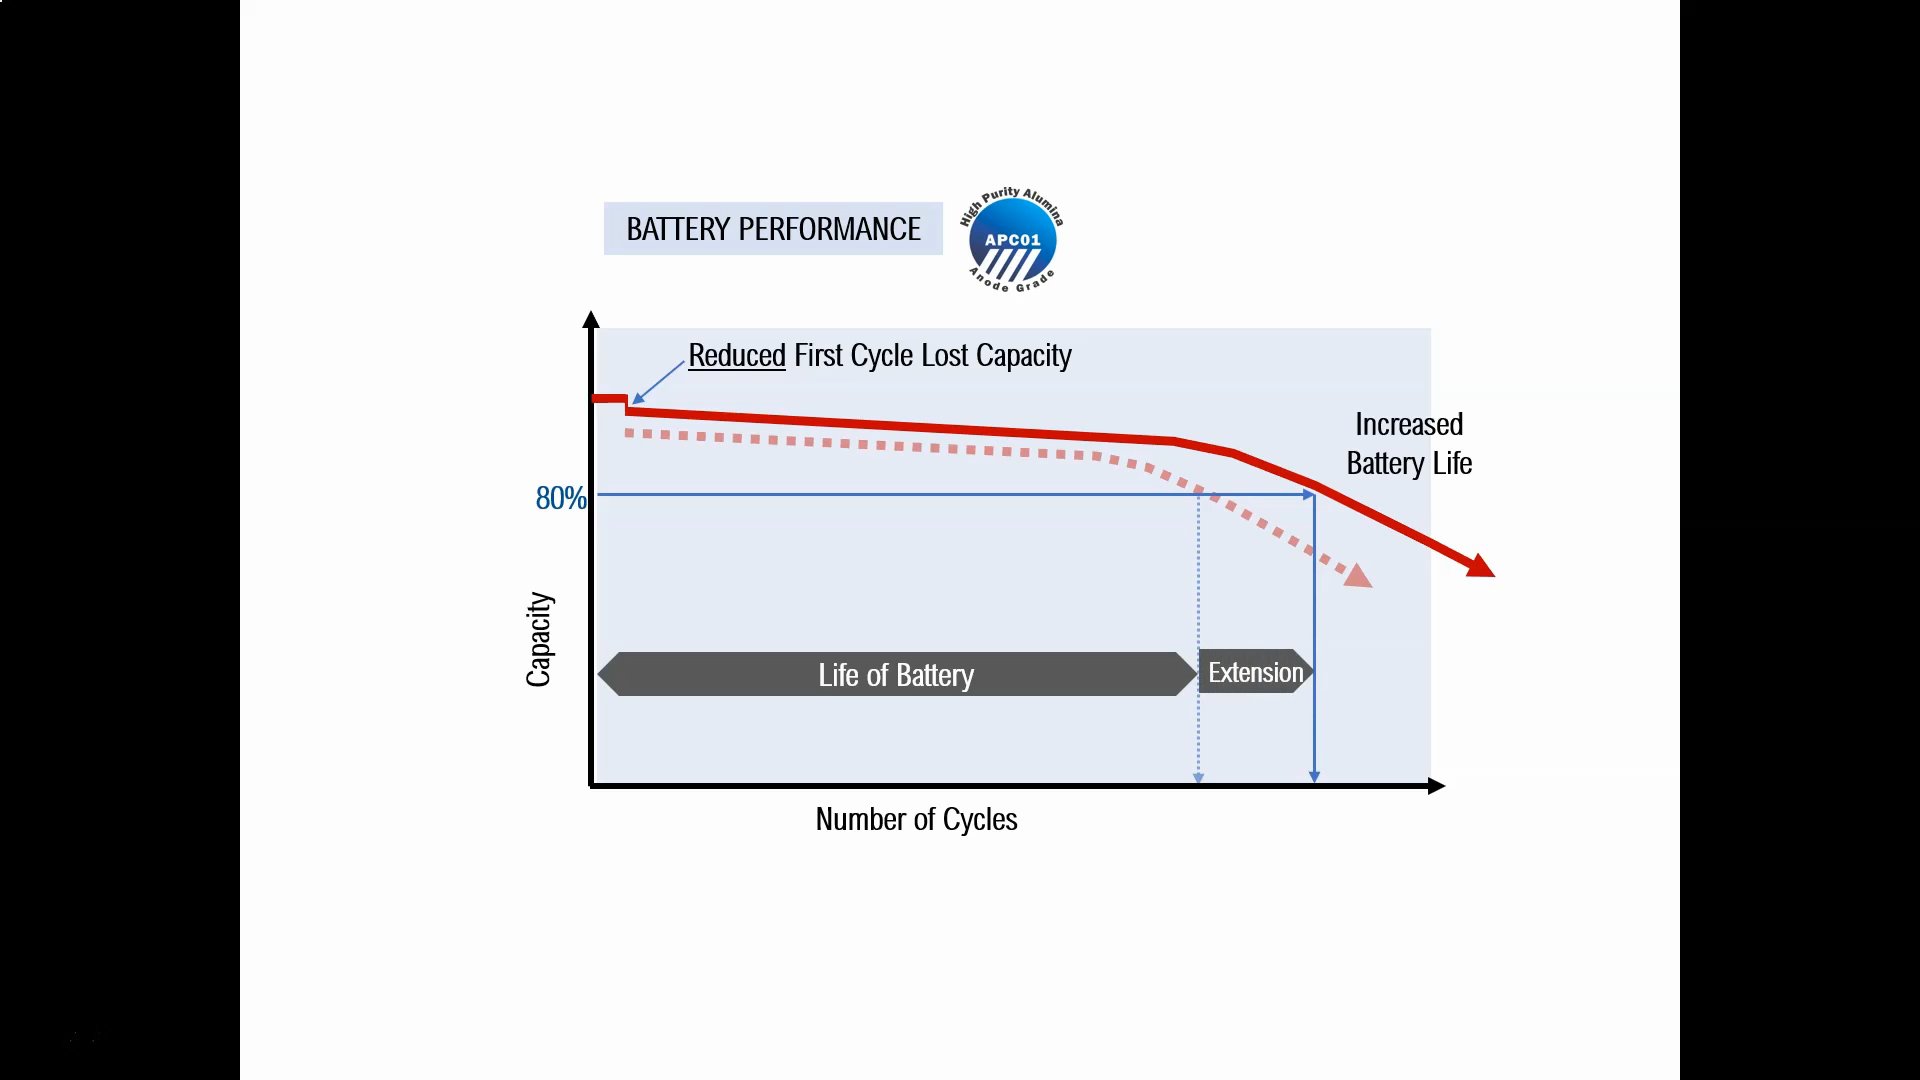 BATTERY PERFORMANCE
High Purity Alumina
APC01
Anode Grade
Reduced First Cycle Lost Capacity
Increased
Battery Life
80%
Capacity
Life of Battery
Extension
Number of Cycles